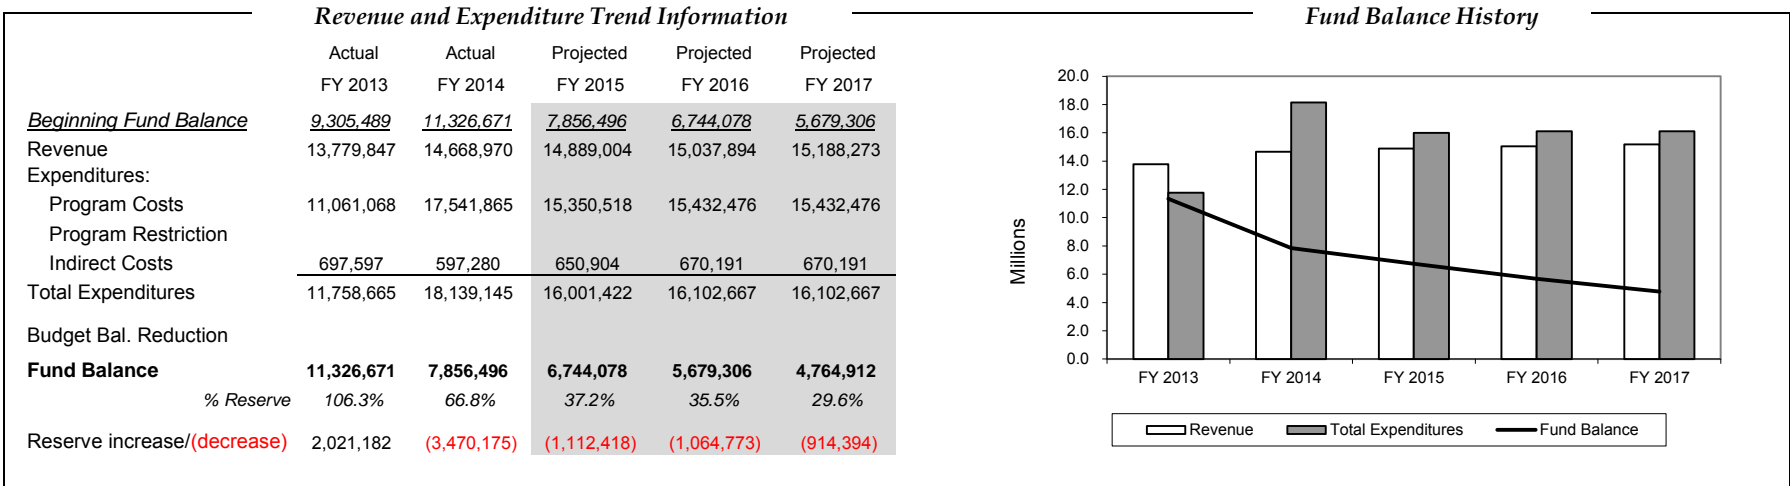 Revenue and Expenditure Trend Information
Actual Actual Projected Projected Projected
FY 2013 FY 2014 FY 2015 FY 2016 FY 2017
Beginning Fund Balance 9,305,489 11,326,671 7,856,496 6,744,078 5,679,306
Revenue 13,779,847 14,668,970 14,889,004 15,037,894 15,188,273
Expenditures:
Program Costs 11,061,068 17,541,865 15,350,518 15,432,476 15,432,476
Program Restriction
Indirect Costs 697,597 597,280 650,904 670,191 670,191
Total Expenditures 11,758,665 18,139,145 16,001,422 16,102,667 16,102,667
Budget Bal. Reduction
Fund Balance 11,326,671 7,856,496 6,744,078 5,679,306 4,764,912
% Reserve 106.3% 66.8% 37.2% 35.5% 29.6%
Reserve increase/(decrease) 2,021,182 (3,470,175) (1,112,418) (1,064,773) (914,394)
Fund Balance History
Millions
20.0
18.0
16.0
14.0
12.0
10.0
8.0
6.0
4.0
2.0
0.0
FY 2013 FY 2014 FY 2015 FY 2016 FY 2017
Revenue Total Expenditures Fund Balance